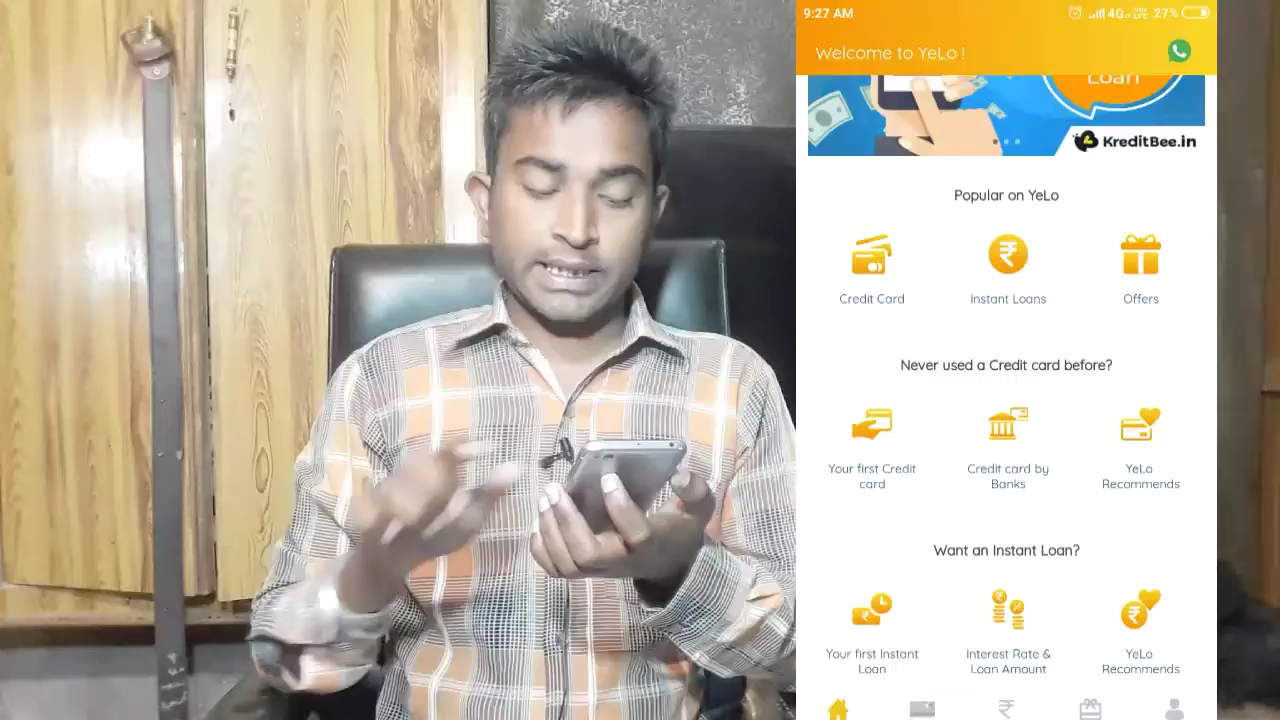 9:27 AM
4G
VoLTE
27%
Welcome to YeLo !
Loan
KreditBee.in
Popular on YeLo
Credit Card
Instant Loans
Offers
Never used a Credit card before?
Your first Credit
card
Credit card by
Banks
YeLo
Recommends
Want an Instant Loan?
Your first Instant
Loan
Interest Rate &
Loan Amount
YeLo
Recommends